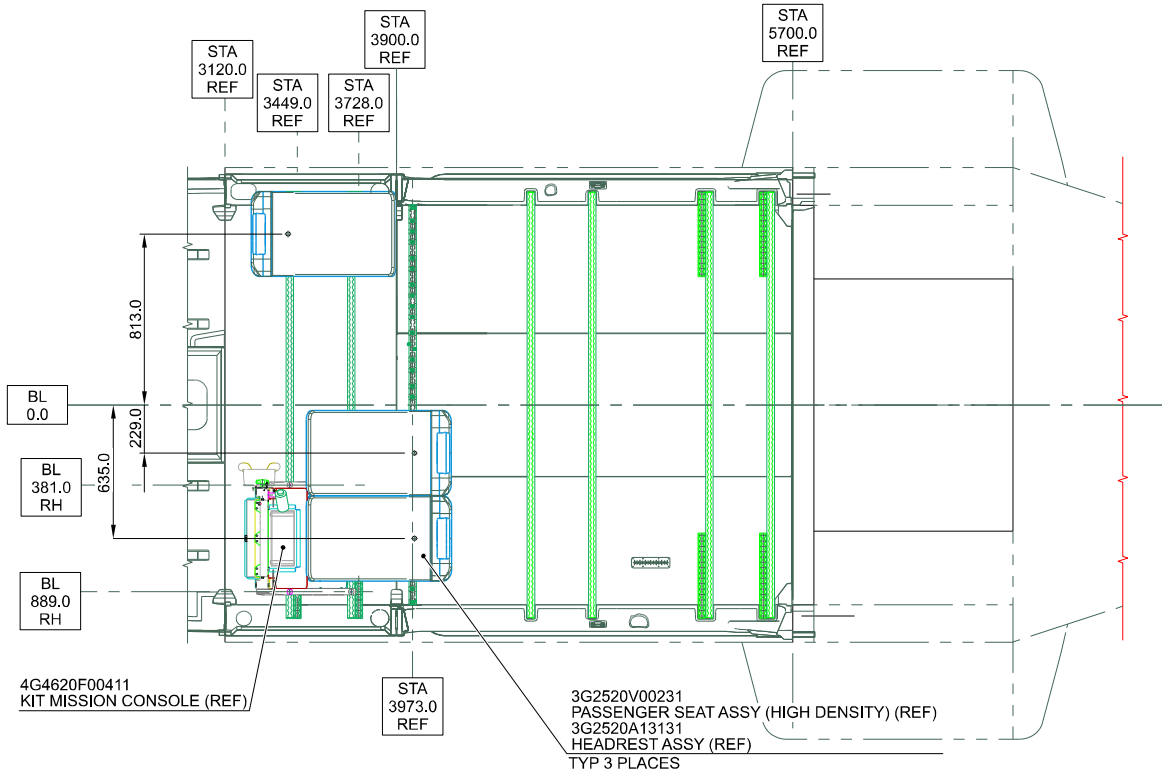 STA
5700.0
REF
STA
3900.0
REF
STA
3120.0
REF
STA
3449.0
REF
STA
3728.0
REF
813.0
BL
0.0
229.0
635.0
BL
381.0
RH
BL
889.0
RH
4G4620F00411
KIT MISSION CONSOLE (REF)
STA
3973.0
REF
3G2520V00231
PASSENGER SEAT ASSY (HIGH DENSITY) (REF)
3G2520A13131
HEADREST ASSY (REF)
TYP 3 PLACES